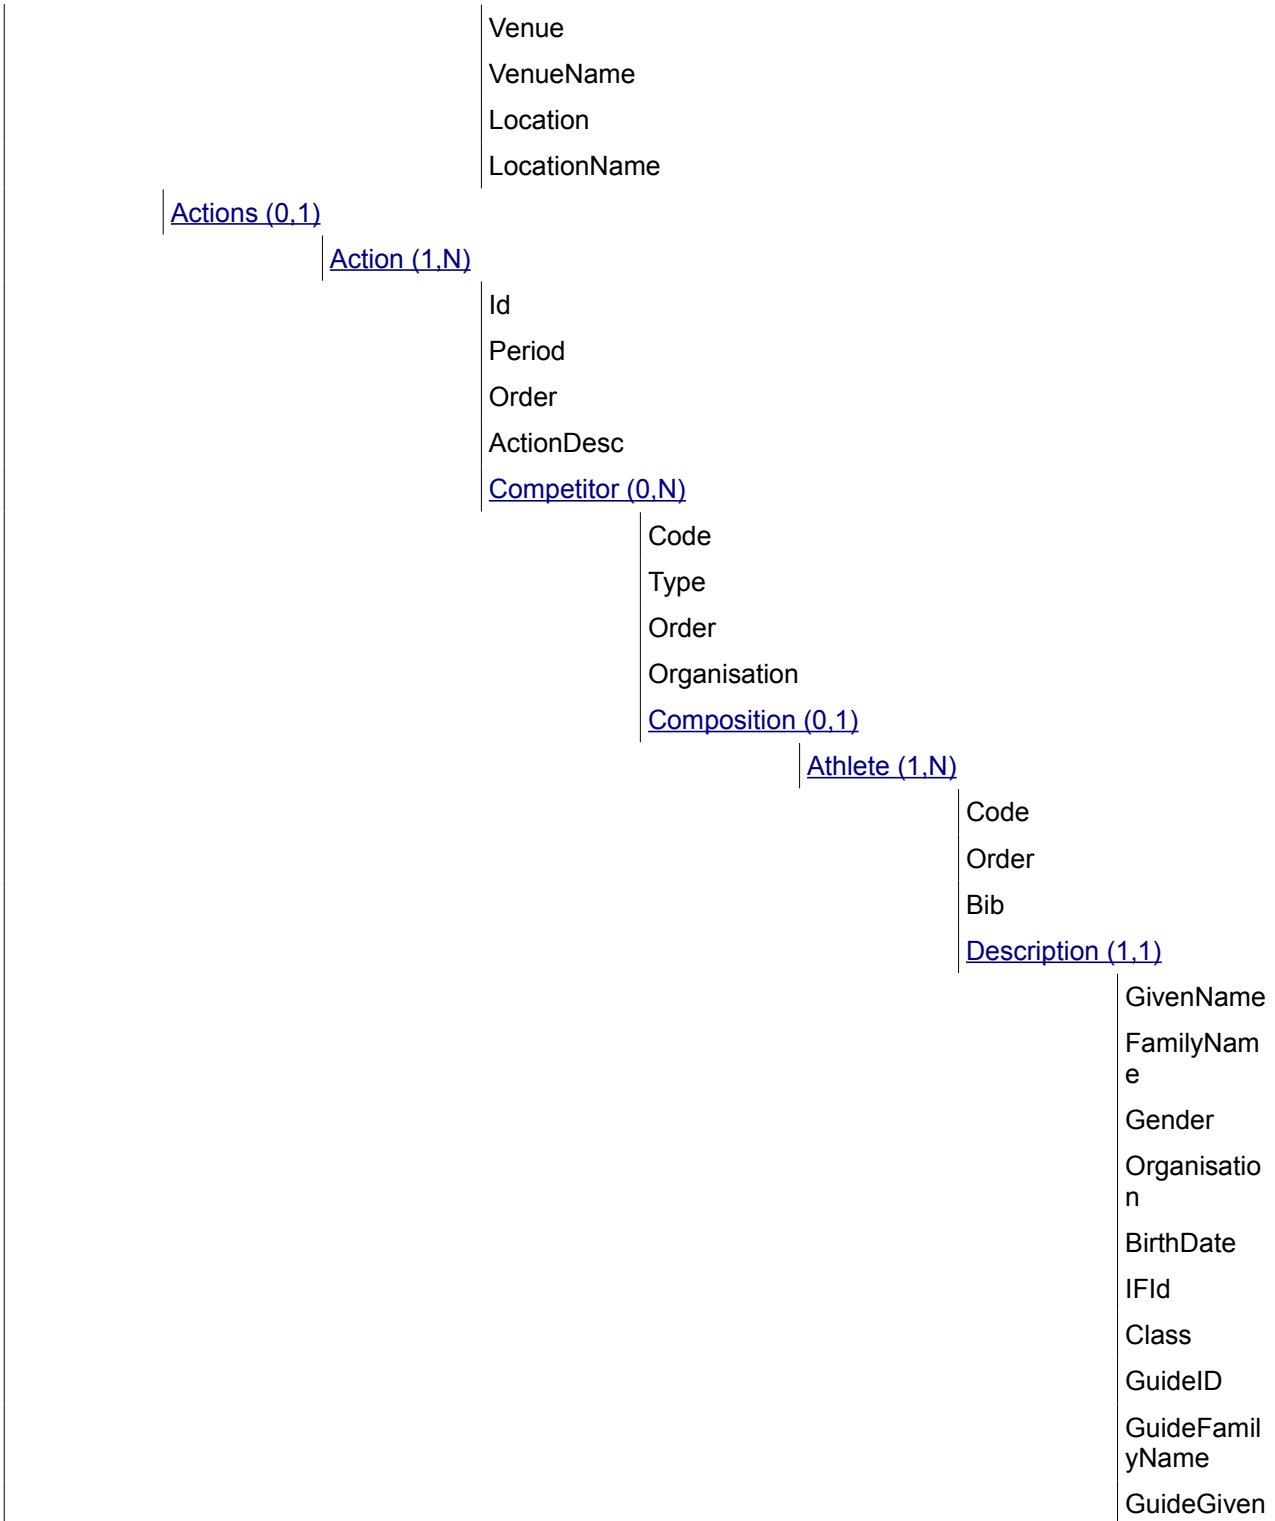 Venue
VenueName
Location
LocationName
Actions (0,1)
Action (1,N)
Id
Period
Order
ActionDesc
Competitor (0,N)
Code
Type
Order
Organisation
Composition (0,1)
Athlete (1,N)
Code
Order
Bib
Description (1,1)
GivenName
FamilyNam
e
Gender
Organisatio
n
BirthDate
IFId
Class
GuideID
GuideFamil
yName
GuideGiven